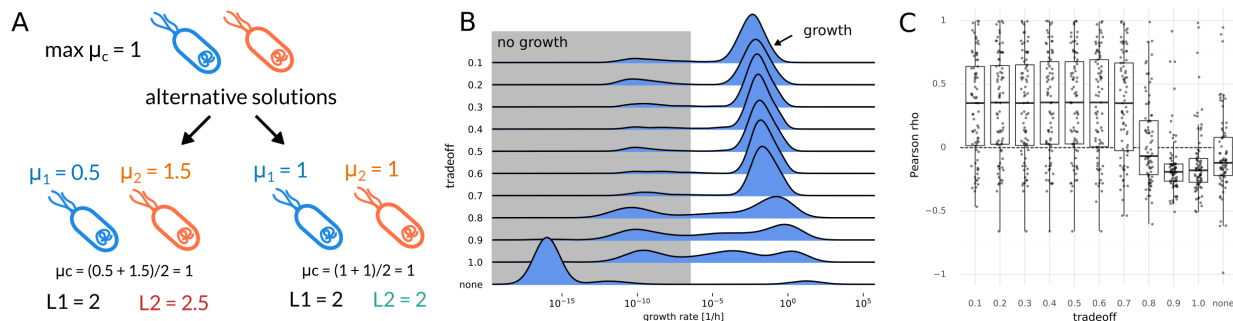 A
max μc = 1
alternative solutions
μ1 = 0.5 μ2 = 1.5
μ1 = 1 μ2 = 1
μc = (0.5 + 1.5)/2 = 1
μc = (1 + 1)/2 = 1
L1 = 2 L2 = 2.5
L1 = 2 L2 = 2
B
no growth
growth
tradeoff
0.1
0.2
0.3
0.4
0.5
0.6
0.7
0.8
0.9
1.0
none
10⁻¹⁵ 10⁻¹⁰ 10⁻⁵ 10⁰ 10⁵
growth rate [1/h]
C
Pearson rho
1
0.5
0
−0.5
−1
0.1 0.2 0.3 0.4 0.5 0.6 0.7 0.8 0.9 1.0 none
tradeoff